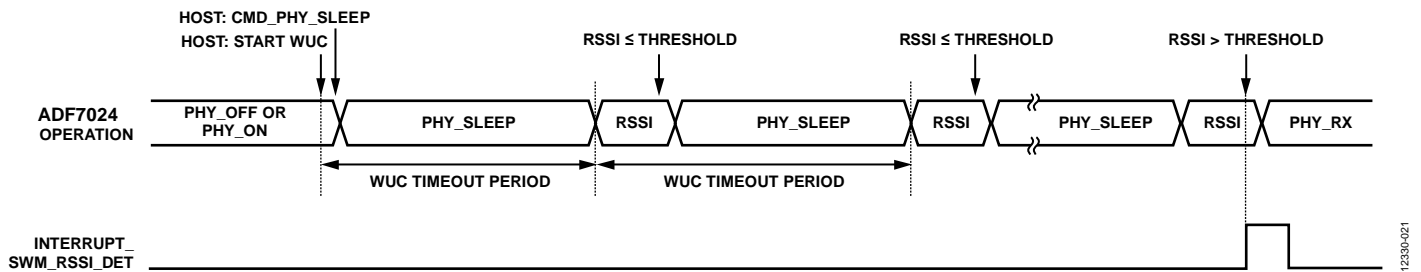 HOST: CMD_PHY_SLEEP
HOST: START WUC
RSSI ≤ THRESHOLD
RSSI ≤ THRESHOLD
RSSI > THRESHOLD
ADF7024
OPERATION
PHY_OFF OR
PHY_ON
PHY_SLEEP
RSSI
PHY_SLEEP
RSSI
PHY_SLEEP
RSSI
PHY_RX
WUC TIMEOUT PERIOD
WUC TIMEOUT PERIOD
INTERRUPT_
SWM_RSSI_DET
12330-021